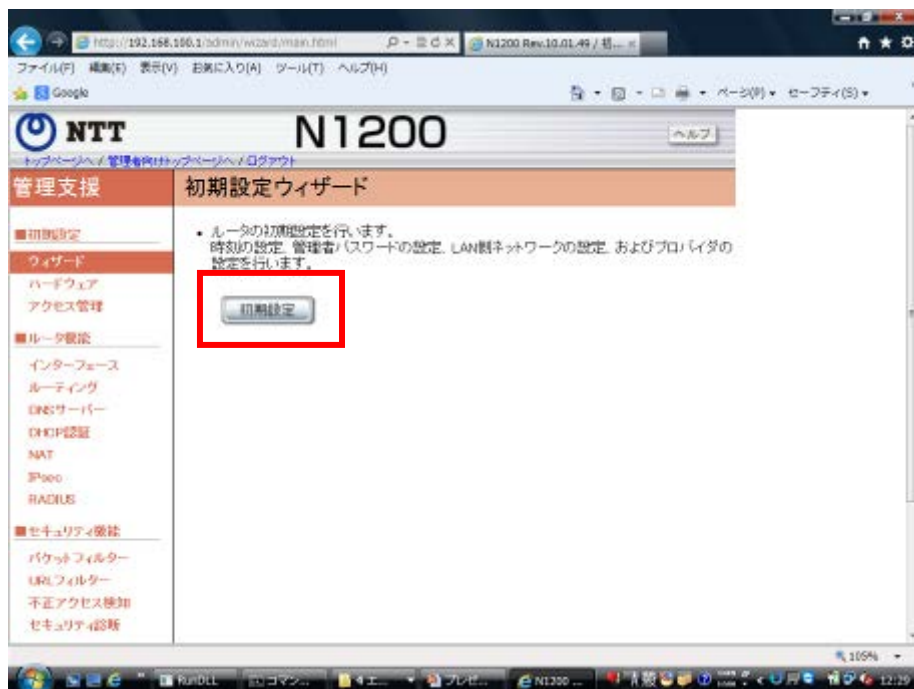 http://192.168.100.1/admin/wizard/main.html
N1200 Rev.10.01.49 / 初...
ファイル(F) 編集(E) 表示(V) お気に入り(A) ツール(T) ヘルプ(H)
Google
ページ(P) セーフティ(S)
NTT
N1200
ヘルプ
トップページへ / 管理者向けトップページへ / ログアウト
管理支援
初期設定ウィザード
■初期設定
ウィザード
ハードウェア
アクセス管理
■ルータ機能
インターフェース
ルーティング
DNSサーバー
DHCP認証
NAT
IPsec
RADIUS
■セキュリティ機能
パケットフィルター
URLフィルター
不正アクセス検知
セキュリティ診断
• ルータの初期設定を行います。
時刻の設定、管理者パスワードの設定、LAN側ネットワークの設定、およびプロバイダの
設定を行います。
初期設定
105%
RunDLL
コマン...
4 エ...
プレゼ...
N1200 ...
A 般
12:29